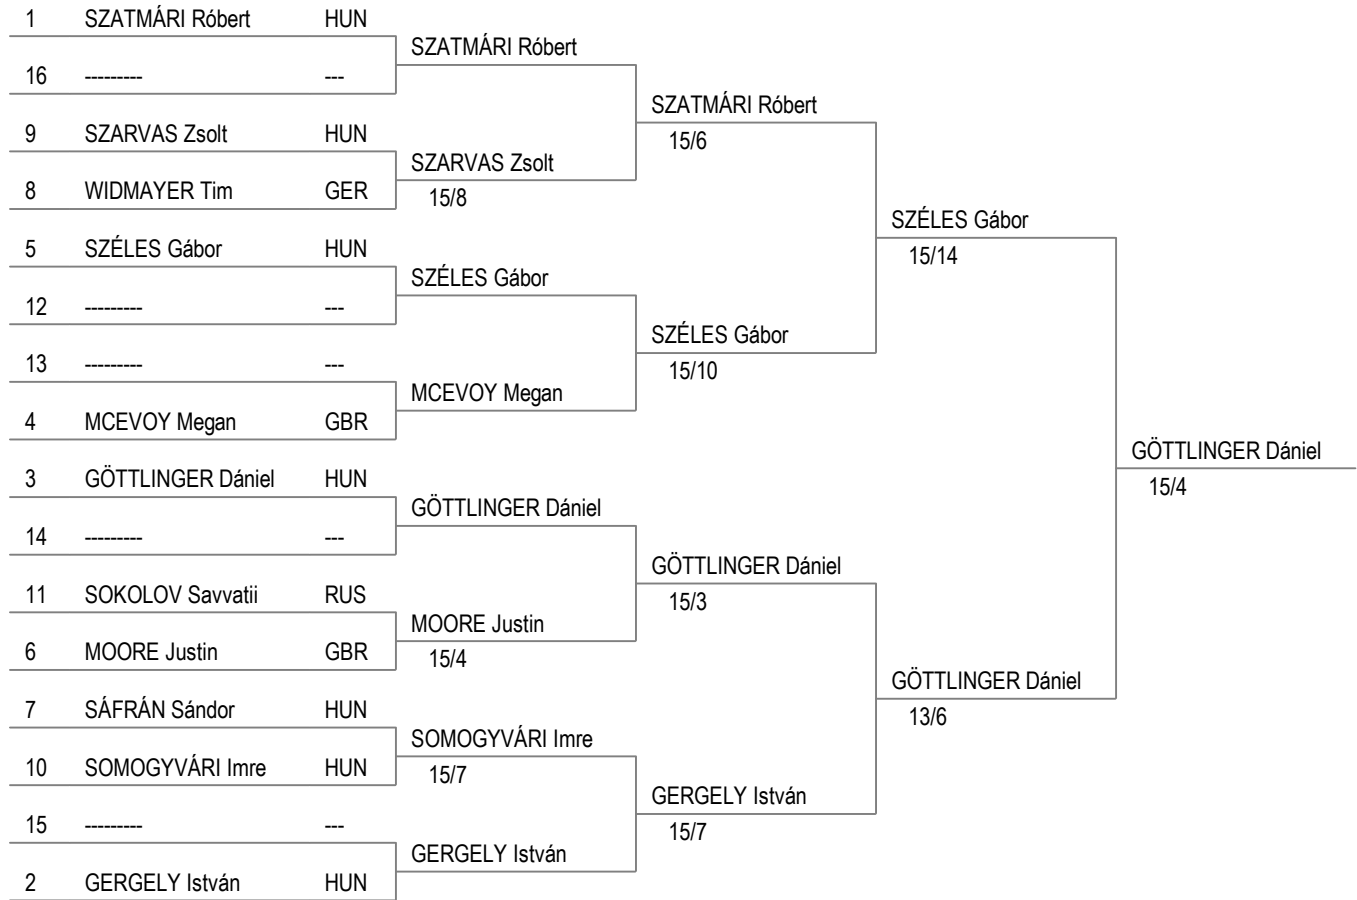 1 SZATMÁRI Róbert HUN
SZATMÁRI Róbert
16 --------- ---
SZATMÁRI Róbert
15/6
9 SZARVAS Zsolt HUN
SZARVAS Zsolt
15/8
8 WIDMAYER Tim GER
SZÉLES Gábor
15/14
5 SZÉLES Gábor HUN
SZÉLES Gábor
12 --------- ---
SZÉLES Gábor
15/10
13 --------- ---
MCEVOY Megan
4 MCEVOY Megan GBR
GÖTTLINGER Dániel
15/4
3 GÖTTLINGER Dániel HUN
GÖTTLINGER Dániel
14 --------- ---
GÖTTLINGER Dániel
15/3
11 SOKOLOV Savvatii RUS
MOORE Justin
15/4
6 MOORE Justin GBR
GÖTTLINGER Dániel
13/6
7 SÁFRÁN Sándor HUN
SOMOGYVÁRI Imre
15/7
10 SOMOGYVÁRI Imre HUN
GERGELY István
15/7
15 --------- ---
GERGELY István
2 GERGELY István HUN